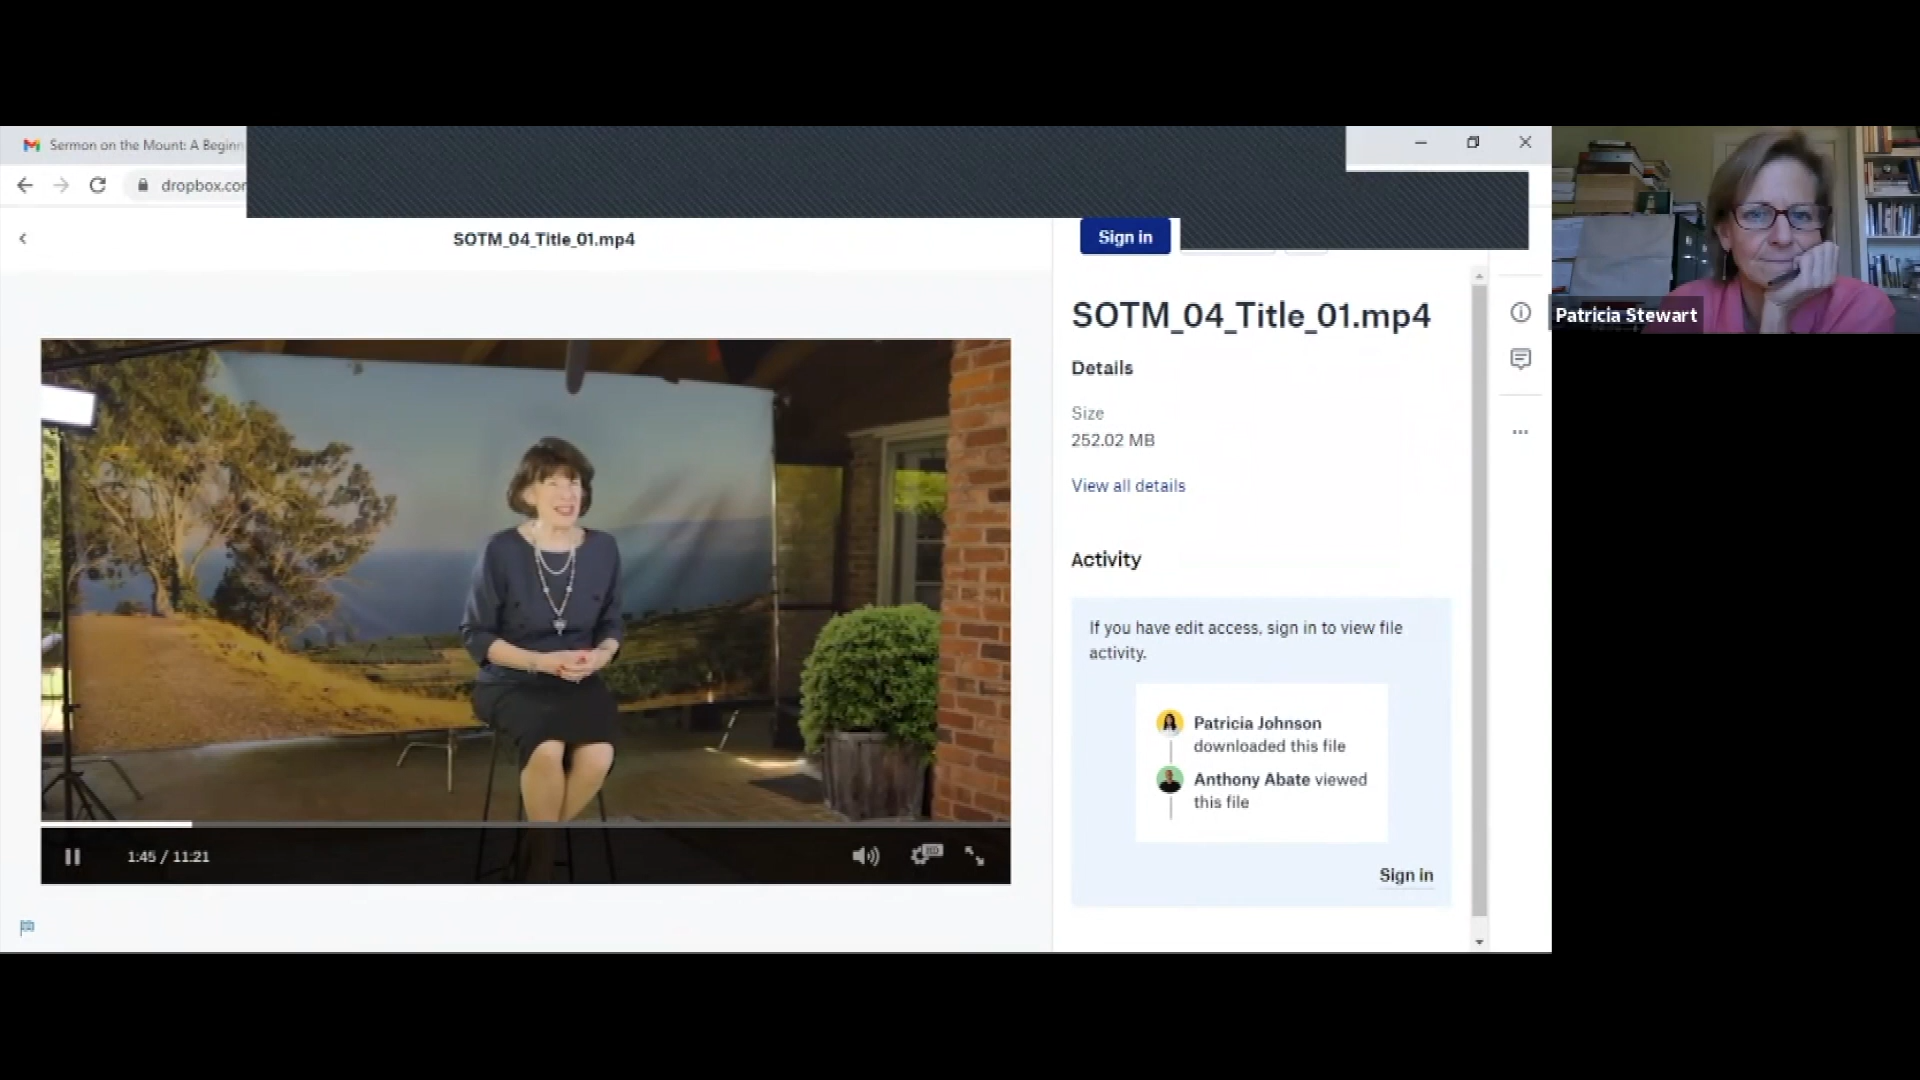 Sermon on the Mount: A Beginn
dropbox.cor
SOTM_04_Title_01.mp4
Sign in
SOTM_04_Title_01.mp4
Details
Size
252.02 MB
View all details
Activity
If you have edit access, sign in to view file
activity.
Patricia Johnson
downloaded this file
Anthony Abate viewed
this file
Sign in
1:45 / 11:21
HD
Patricia Stewart